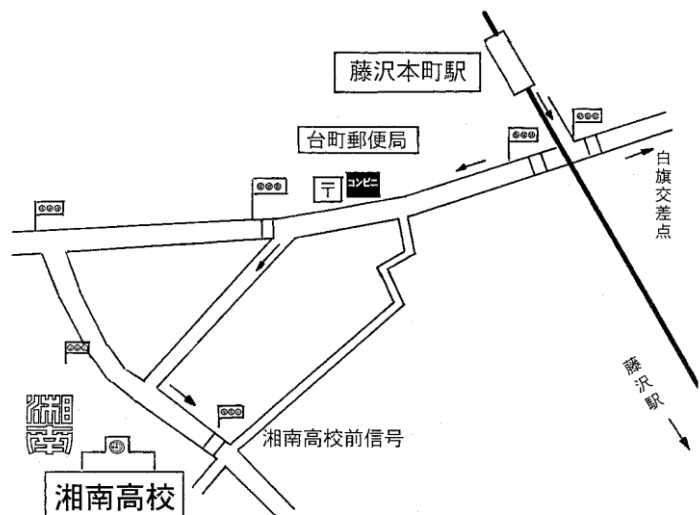 藤沢本町駅
台町郵便局
〒
コンビニ
白旗交差点
藤沢駅
湘南
湘南高校前信号
湘南高校